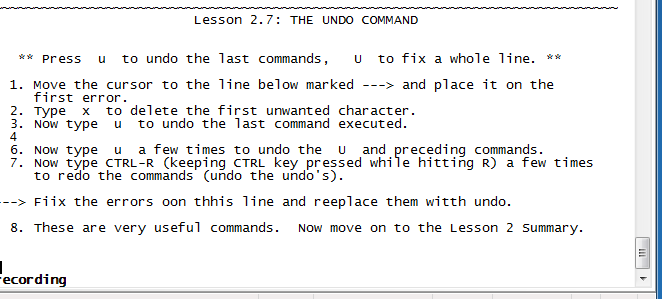 Lesson 2.7: THE UNDO COMMAND
** Press  u  to undo the last commands,   U  to fix a whole line. **
1. Move the cursor to the line below marked ---> and place it on the
first error.
2. Type  x  to delete the first unwanted character.
3. Now type  u  to undo the last command executed.
4
6. Now type  u  a few times to undo the  U  and preceding commands.
7. Now type CTRL-R (keeping CTRL key pressed while hitting R) a few times
to redo the commands (undo the undo's).
--> Fiix the errors oon thhis line and reeplace them witth undo.
8. These are very useful commands.  Now move on to the Lesson 2 Summary.
ecording